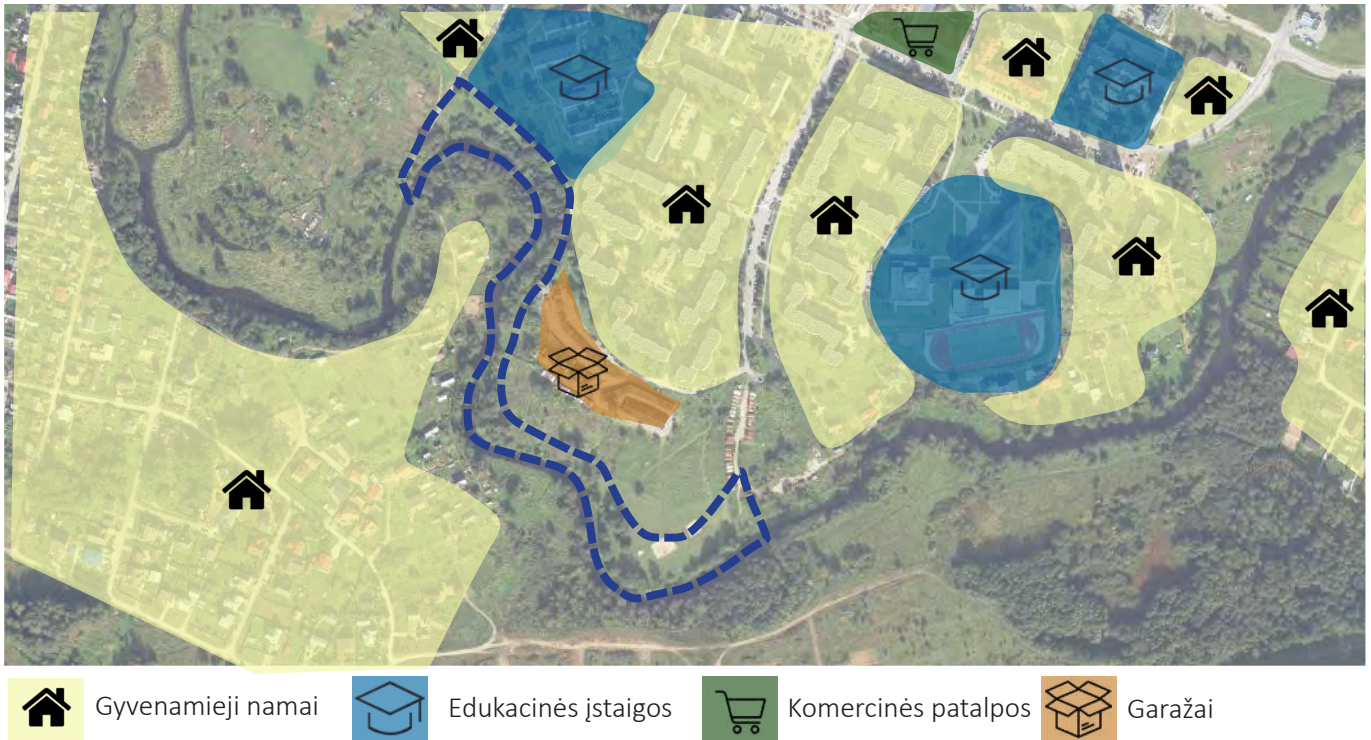 Gyvenamieji namai
Edukacinės įstaigos
Komercinės patalpos
Garažai